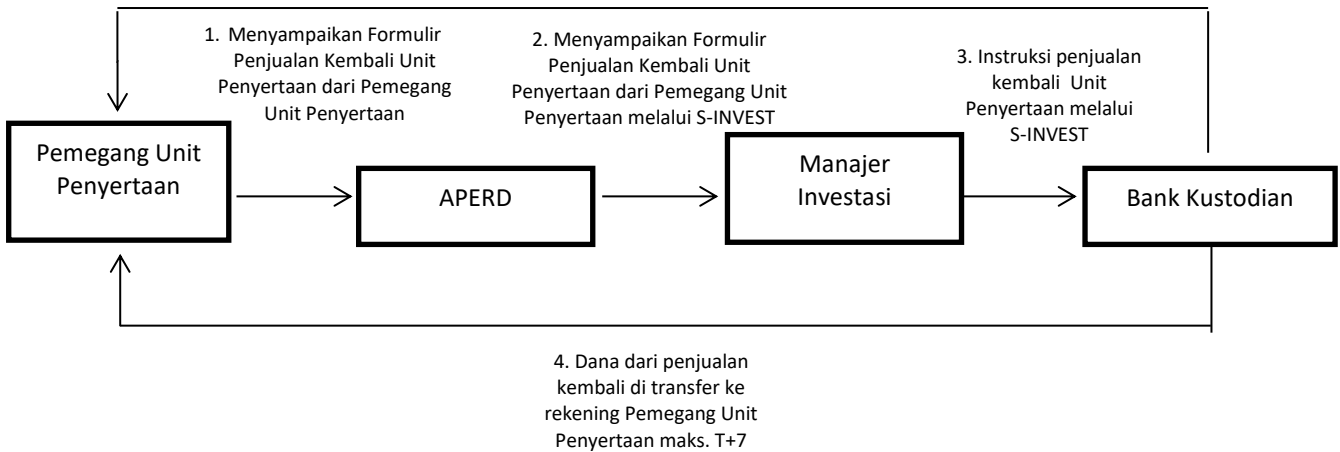 1. Menyampaikan Formulir
Penjualan Kembali Unit
Penyertaan dari Pemegang
Unit Penyertaan
2. Menyampaikan Formulir
Penjualan Kembali Unit
Penyertaan dari Pemegang Unit
Penyertaan melalui S-INVEST
3. Instruksi penjualan
kembali Unit
Penyertaan melalui
S-INVEST
Pemegang Unit
Penyertaan
APERD
Manajer
Investasi
Bank Kustodian
4. Dana dari penjualan
kembali di transfer ke
rekening Pemegang Unit
Penyertaan maks. T+7